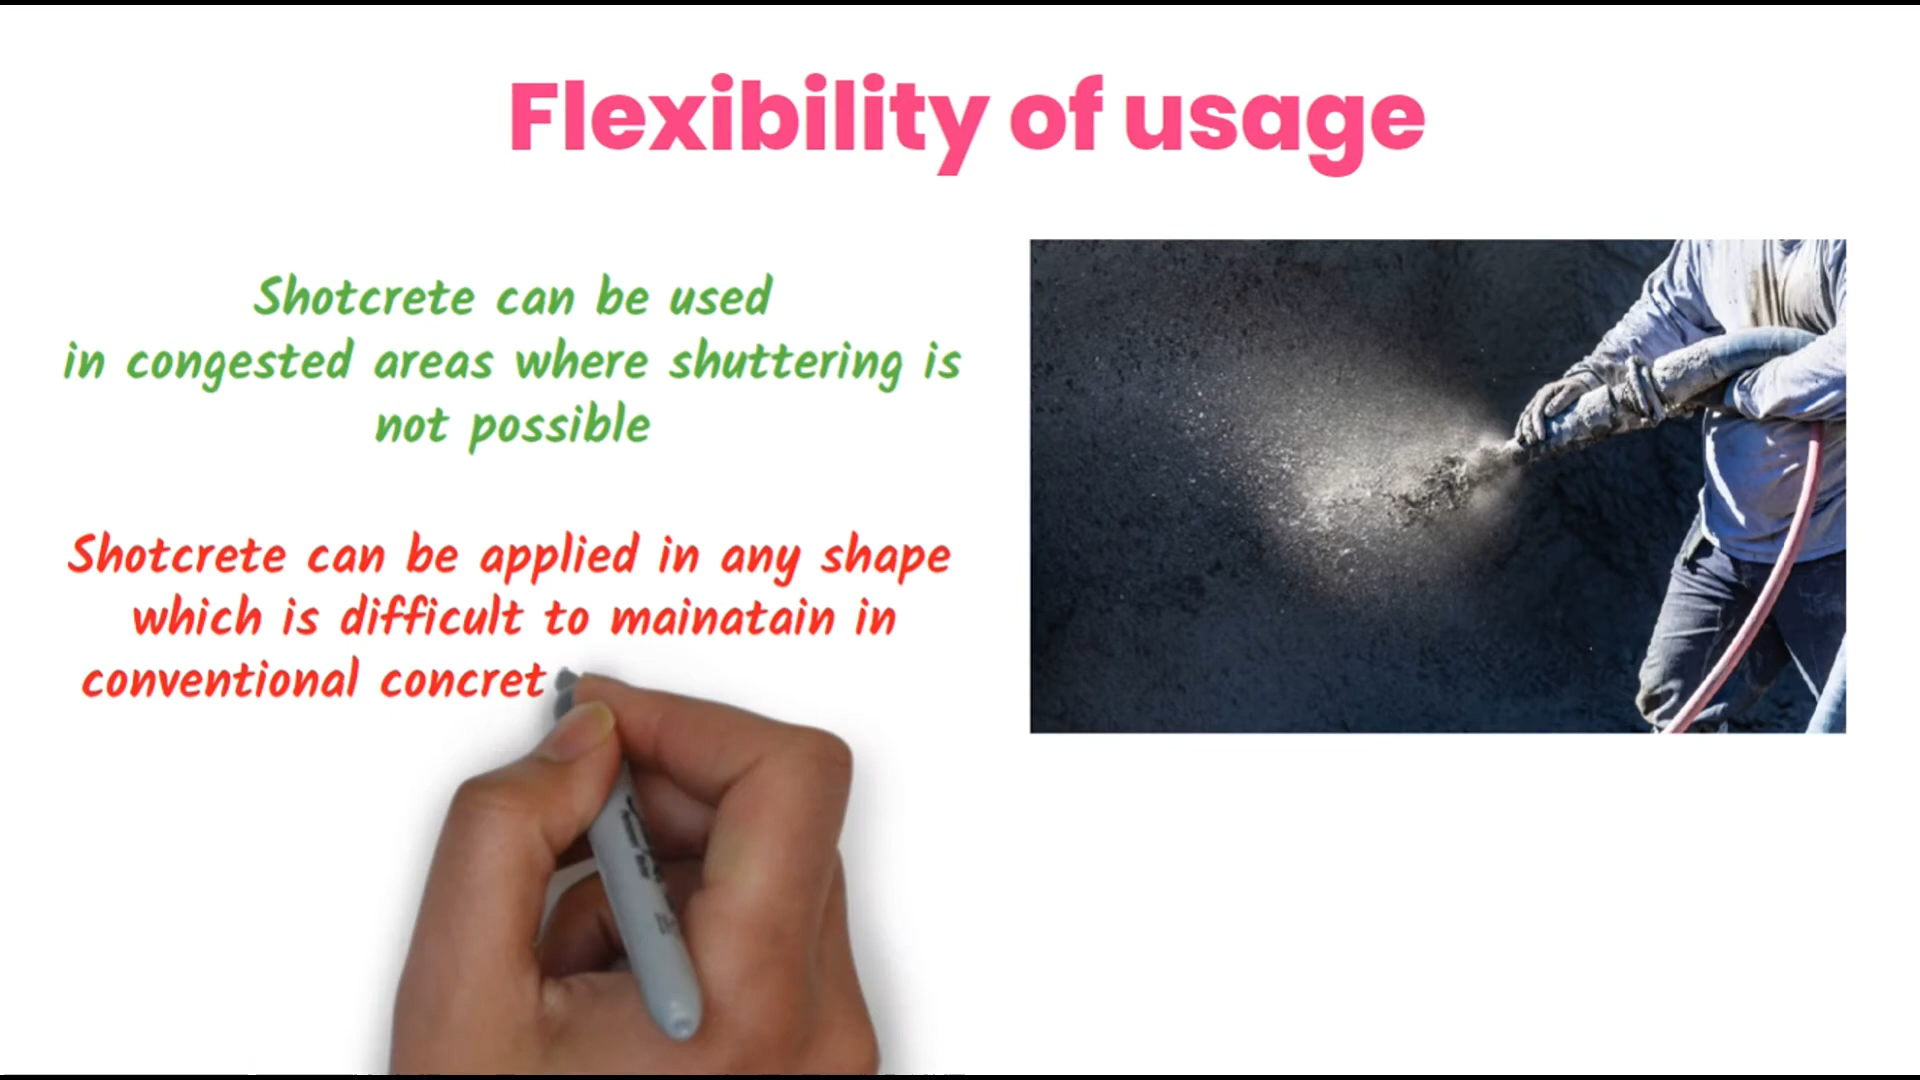 Flexibility of usage
Shotcrete can be used
in congested areas where shuttering is
not possible
Shotcrete can be applied in any shape
which is difficult to mainatain in
conventional concret